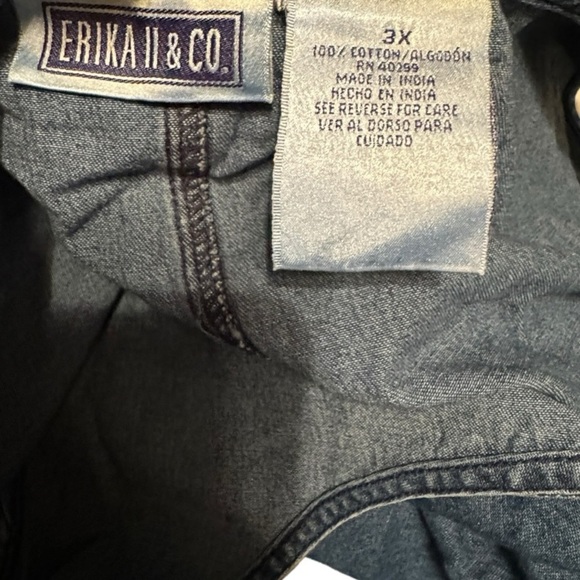 ERIKA II & CO.
3X
100% COTTON/ALGODÓN
RN 40299
MADE IN INDIA
HECHO EN INDIA
SEE REVERSE FOR CARE
VER AL DORSO PARA
CUIDADO